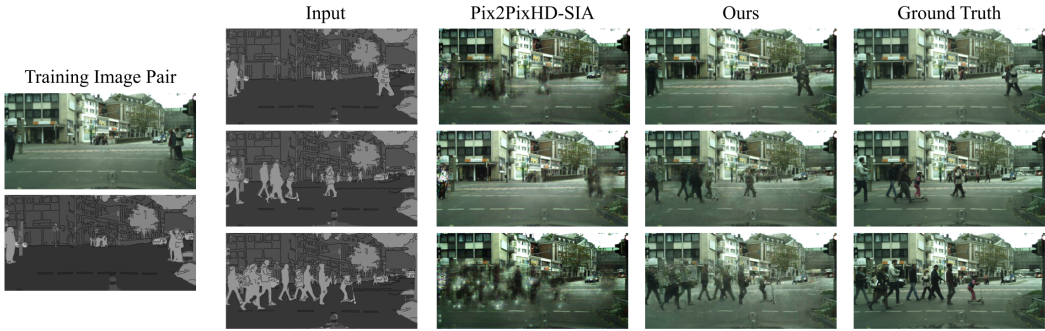 Input
Pix2PixHD-SIA
Ours
Ground Truth
Training Image Pair